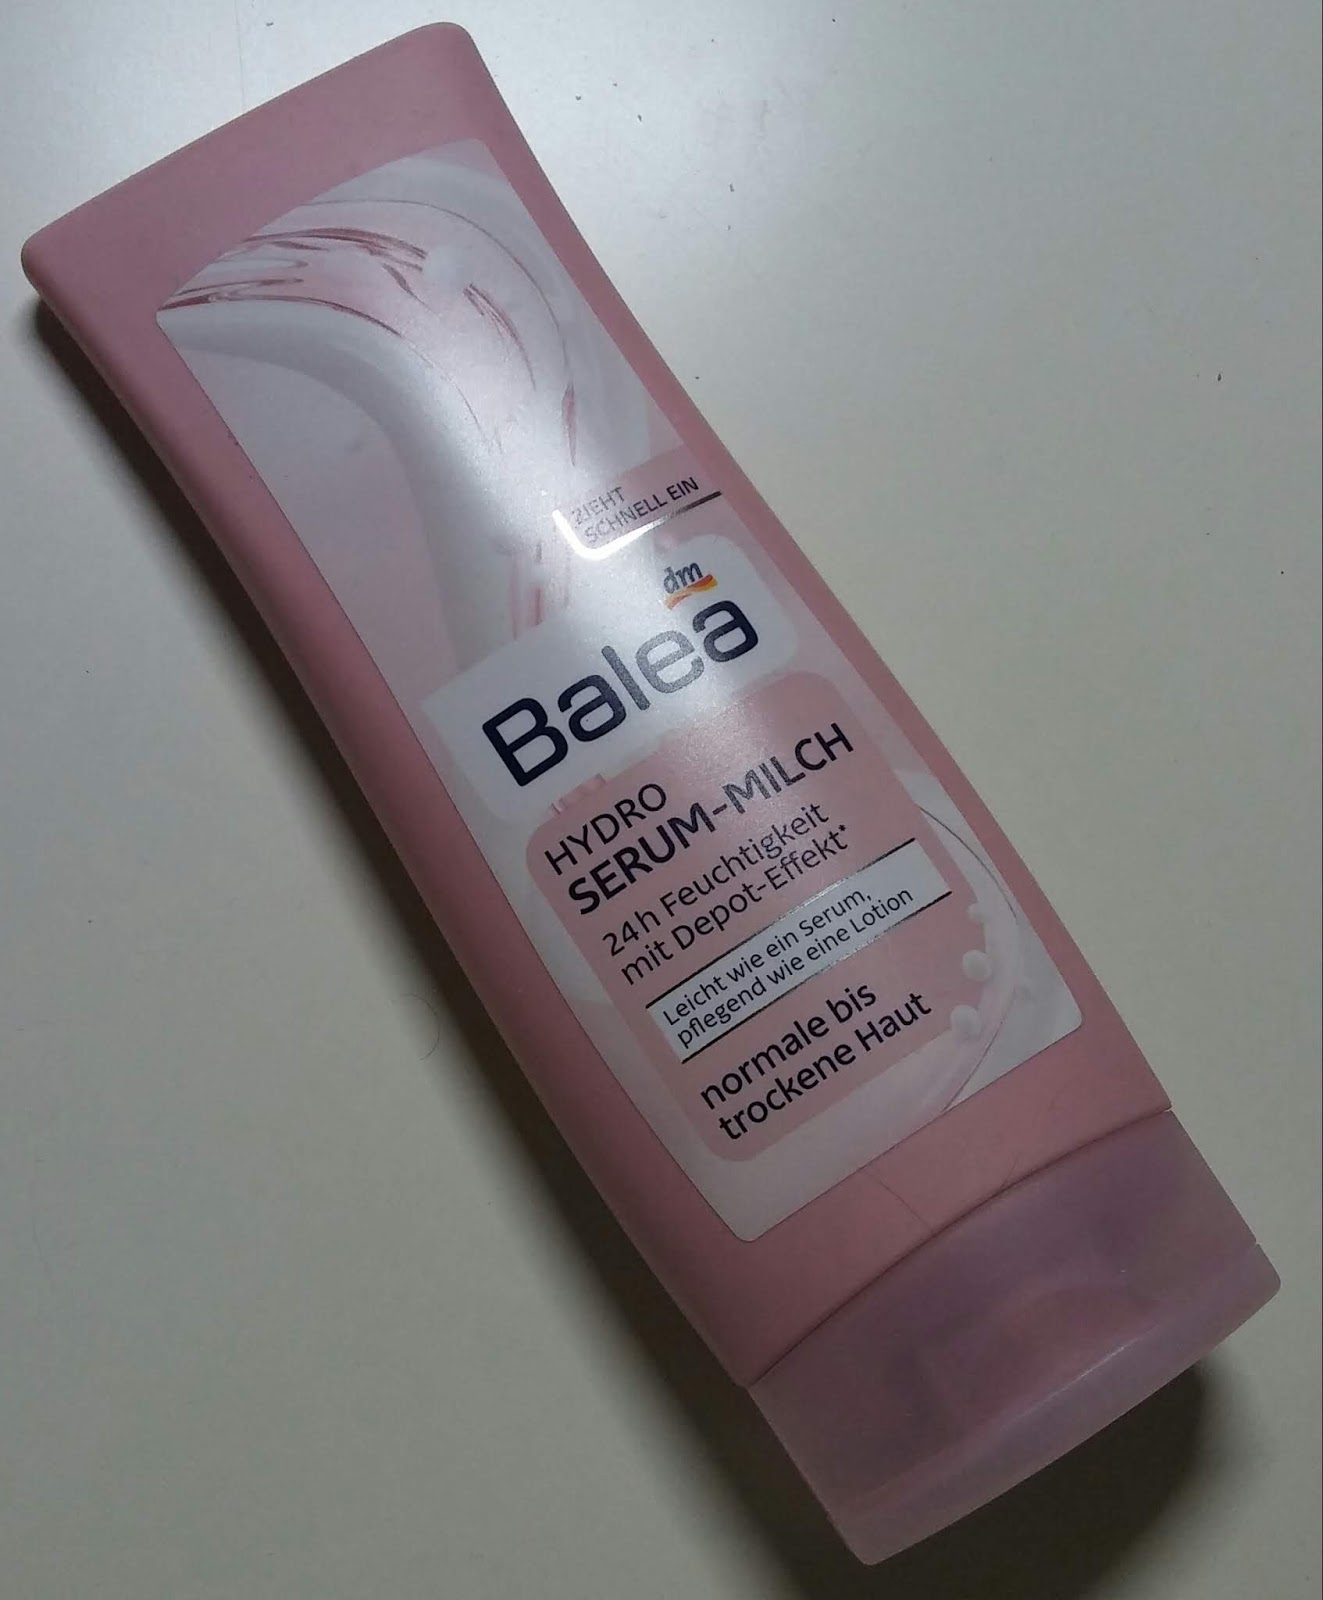 ZIEHT
SCHNELL EIN
dm
Balea
HYDRO
SERUM-MILCH
24h Feuchtigkeit
mit Depot-Effekt*
Leicht wie ein Serum,
pflegend wie eine Lotion
normale bis
trockene Haut